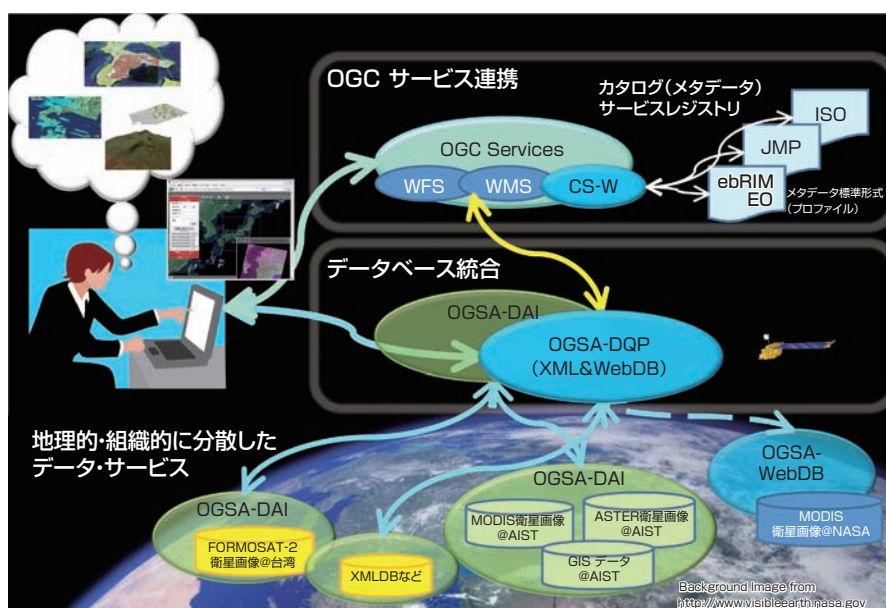 OGC サービス連携
カタログ(メタデータ)
サービスレジストリ
ISO
JMP
ebRIM
EO
メタデータ標準形式
(プロファイル)
OGC Services
WFS
WMS
CS-W
データベース統合
OGSA-DAI
OGSA-DQP
(XML&WebDB)
地理的・組織的に分散した
データ・サービス
OGSA-
WebDB
MODIS
衛星画像@NASA
OGSA-DAI
FORMOSAT-2
衛星画像@台湾
XMLDBなど
OGSA-DAI
MODIS衛星画像
@AIST
ASTER衛星画像
@AIST
GIS データ
@AIST
Background Image from
http://www.visibleearth.nasa.gov